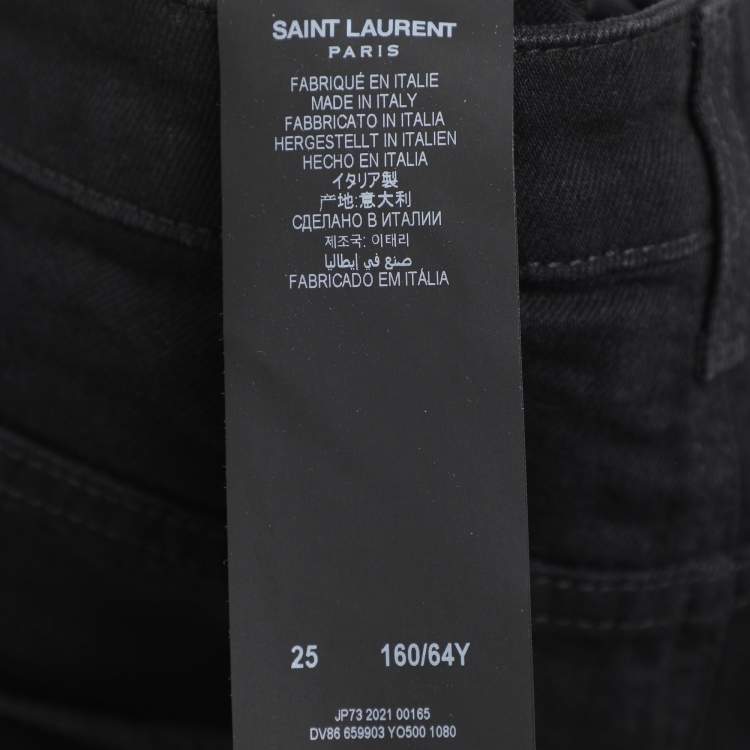 SAINT LAURENT
PARIS
FABRIQUÉ EN ITALIE
MADE IN ITALY
FABBRICATO IN ITALIA
HERGESTELLT IN ITALIEN
HECHO EN ITALIA
イタリア製
产地:意大利
СДЕЛАНО В ИТАЛИИ
제조국: 이태리
صنع في إيطاليا
FABRICADO EM ITÁLIA
25 160/64Y
JP73 2021 00165
DV86 659903 YO500 1080